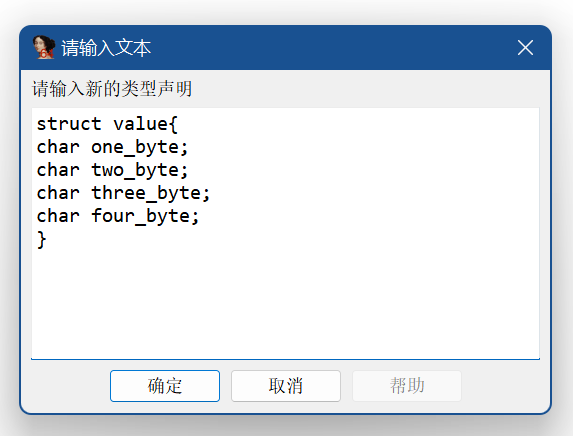 请输入文本
请输入新的类型声明
struct value{
char one_byte;
char two_byte;
char three_byte;
char four_byte;
}
确定 取消 帮助